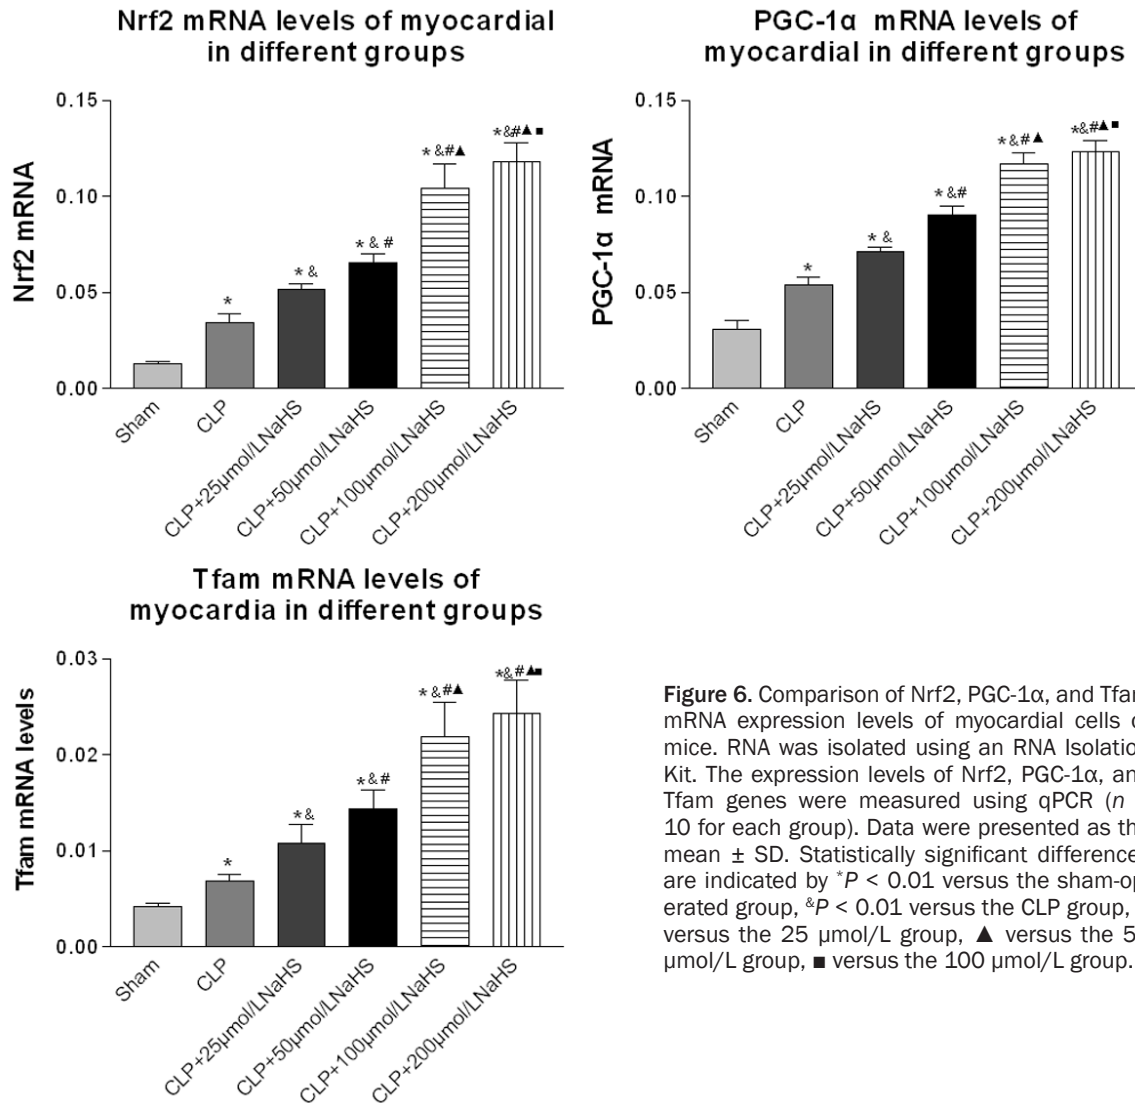 Nrf2 mRNA levels of myocardial
in different groups
0.15
0.10
0.05
0.00
Nrf2 mRNA
*
* &
* & #
* &#▲
*&#▲ ■
Sham
CLP
CLP+25μmol/LNaHS
CLP+50μmol/LNaHS
CLP+100μmol/LNaHS
CLP+200μmol/LNaHS
PGC-1α mRNA levels of
myocardial in different groups
0.15
0.10
0.05
0.00
PGC-1α mRNA
*
* &
* &#
*&#▲
*&#▲■
Sham
CLP
CLP+25μmol/LNaHS
CLP+50μmol/LNaHS
CLP+100μmol/LNaHS
CLP+200μmol/LNaHS
Tfam mRNA levels of
myocardia in different groups
0.03
0.02
0.01
0.00
Tfam mRNA levels
*
*&
*&#
*&#▲
*&#▲■
Sham
CLP
CLP+25μmol/LNaHS
CLP+50μmol/LNaHS
CLP+100μmol/LNaHS
CLP+200μmol/LNaHS
Figure 6. Comparison of Nrf2, PGC-1α, and Tfam
mRNA expression levels of myocardial cells
mice. RNA was isolated using an RNA Isolation
Kit. The expression levels of Nrf2, PGC-1α, and
Tfam genes were measured using qPCR (n
10 for each group). Data were presented as the
mean ± SD. Statistically significant differences
are indicated by *P < 0.01 versus the sham-op-
erated group, &P < 0.01 versus the CLP group,
versus the 25 μmol/L group, ▲ versus the 5
μmol/L group, ■ versus the 100 μmol/L group.